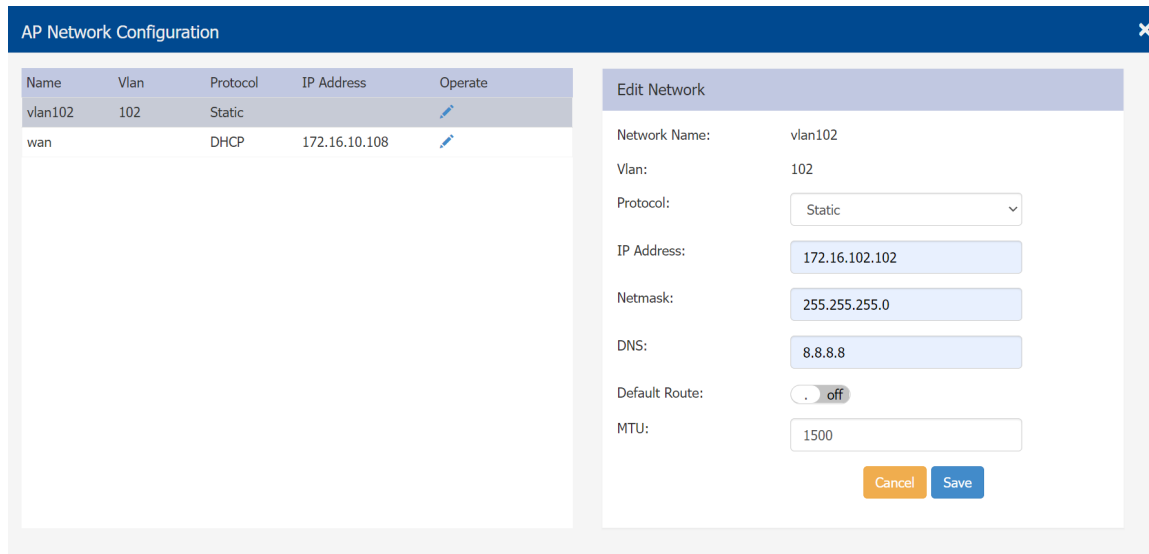 AP Network Configuration
Name Vlan Protocol IP Address Operate
vlan102 102 Static
wan DHCP 172.16.10.108
Edit Network
Network Name: vlan102
Vlan: 102
Protocol: Static
IP Address: 172.16.102.102
Netmask: 255.255.255.0
DNS: 8.8.8.8
Default Route: . off
MTU: 1500
Cancel Save